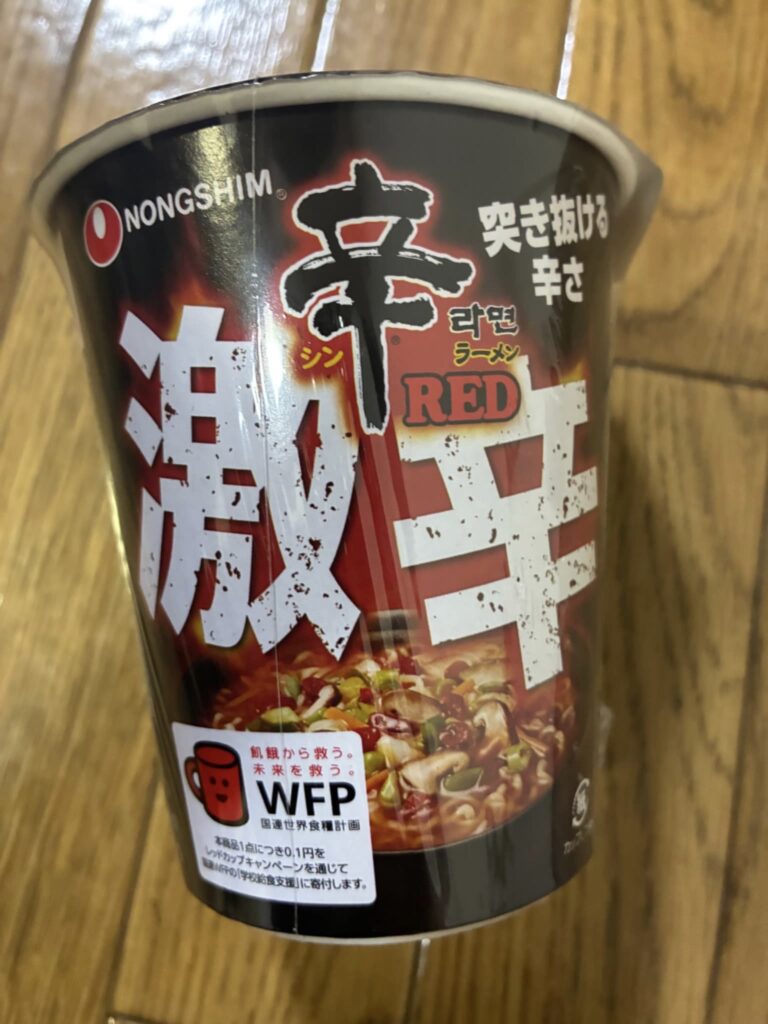 NONGSHIM®
辛
突き抜ける
辛さ
シン
라면
ラーメン
RED
激辛
飢餓から救う。
未来を救う。
WFP
国連世界食糧計画
本商品1点につき0.1円を
レッドカップキャンペーンを通じて
国連WFPの「学校給食支援」に寄付します。